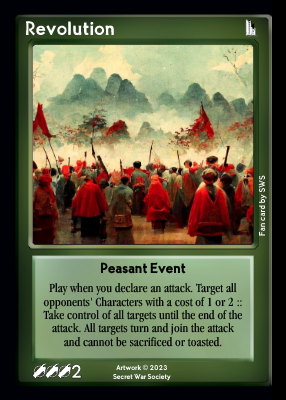 Revolution
Fan card by SWS
Peasant Event
Play when you declare an attack. Target all
opponents' Characters with a cost of 1 or 2 ::
Take control of all targets until the end of the
attack. All targets turn and join the attack
and cannot be sacrificed or toasted.
2
Artwork © 2023
Secret War Society